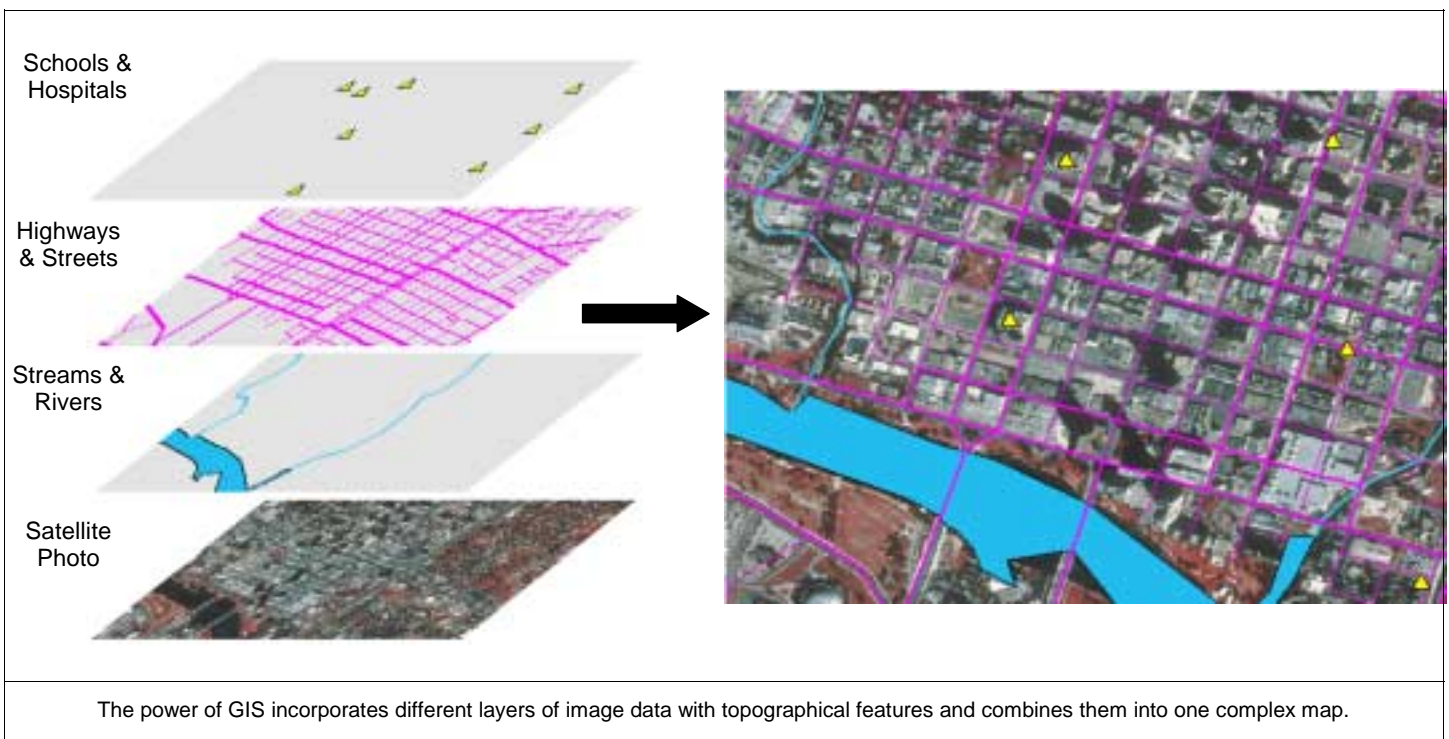 Schools &
Hospitals
Highways
& Streets
Streams &
Rivers
Satellite
Photo
The power of GIS incorporates different layers of image data with topographical features and combines them into one complex map.